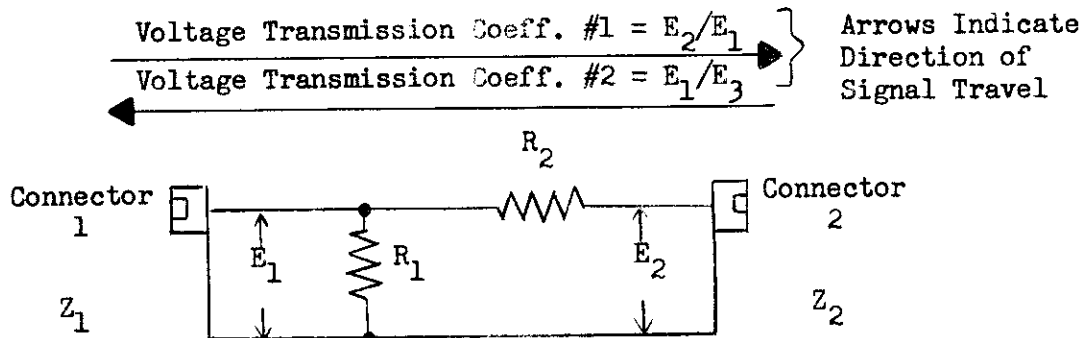 Voltage Transmission Coeff. #1 = E2/E1
Voltage Transmission Coeff. #2 = E1/E3
Arrows Indicate
Direction of
Signal Travel
R2
Connector
1
Connector
2
E1
R1
E2
Z1
Z2